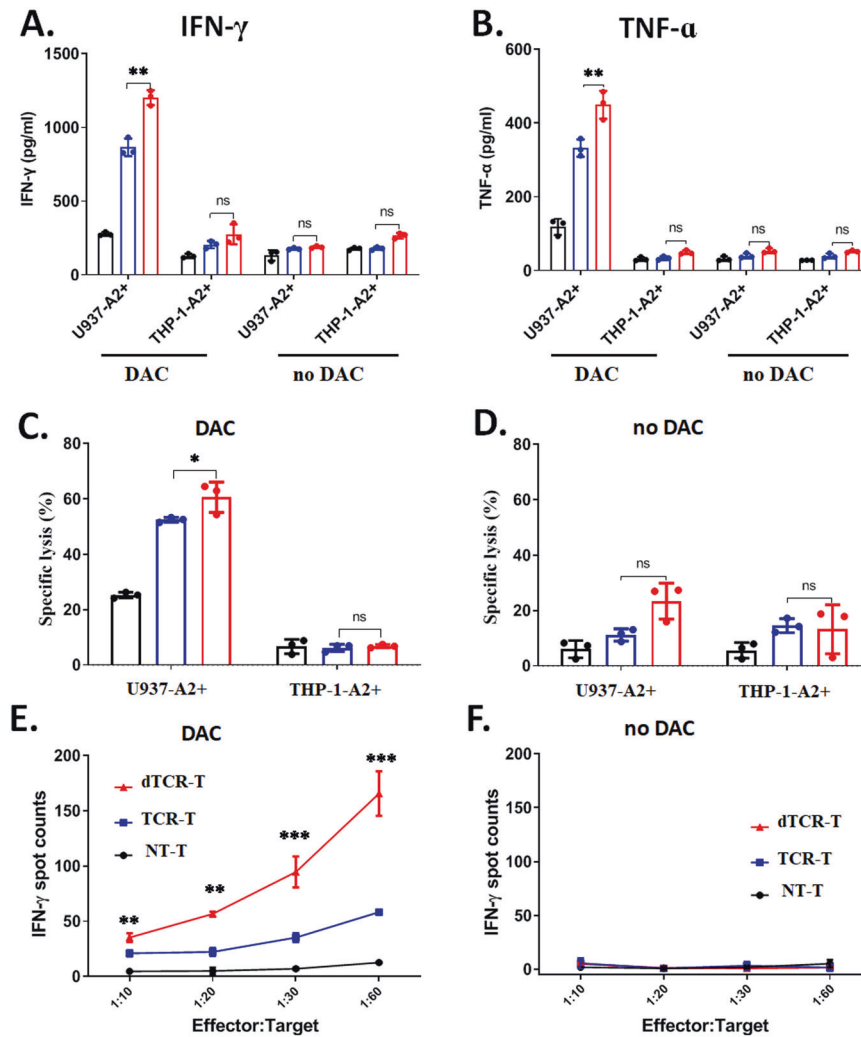 A.
IFN-γ
IFN-γ (pg/ml)
1500
1000
500
0
**
ns
ns
ns
U937-A2+
THP-1-A2+
U937-A2+
THP-1-A2+
DAC
no DAC
B.
TNF-α
TNF-α (pg/ml)
600
400
200
0
**
ns
ns
ns
U937-A2+
THP-1-A2+
U937-A2+
THP-1-A2+
DAC
no DAC
C.
DAC
Specific lysis (%)
80
60
40
20
0
*
ns
U937-A2+
THP-1-A2+
D.
no DAC
Specific lysis (%)
80
60
40
20
0
ns
ns
U937-A2+
THP-1-A2+
E.
DAC
IFN-γ spot counts
200
150
100
50
0
dTCR-T
TCR-T
NT-T
**
**
***
***
1:10
1:20
1:30
1:60
Effector:Target
F.
no DAC
IFN-γ spot counts
200
150
100
50
0
dTCR-T
TCR-T
NT-T
1:10
1:20
1:30
1:60
Effector:Target